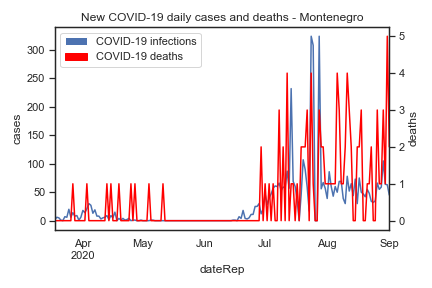 New COVID-19 daily cases and deaths - Montenegro
COVID-19 infections
COVID-19 deaths
300
250
200
150
100
50
0
cases
5
4
3
2
1
0
deaths
Apr
2020
May
Jun
Jul
Aug
Sep
dateRep